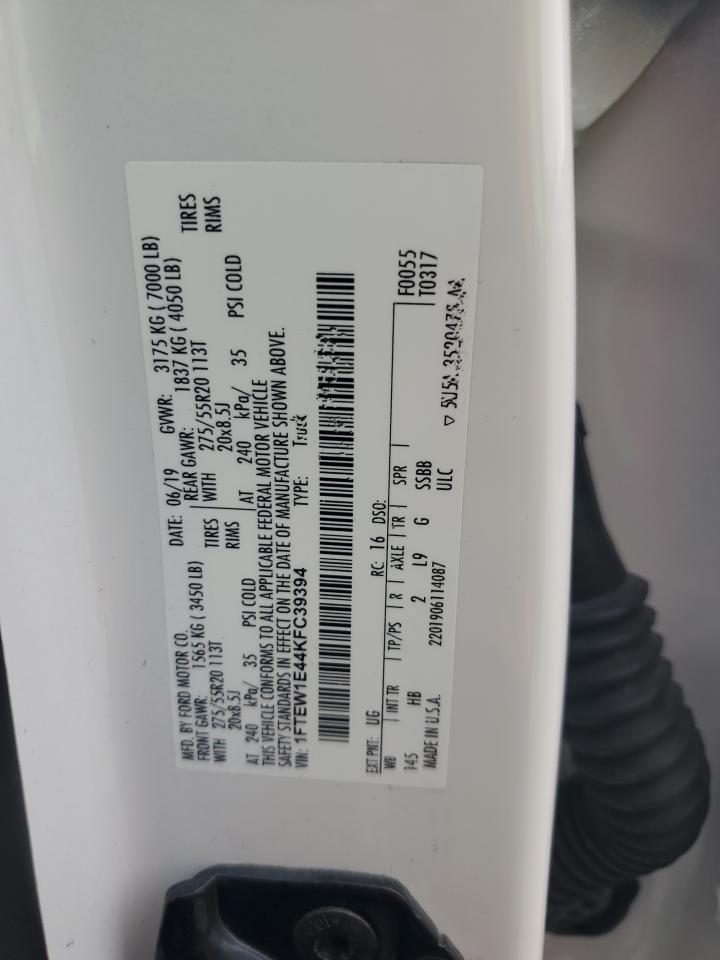 MFD. BY FORD MOTOR CO. DATE: 06/19 GVWR: 3175 KG ( 7000 LB)
FRONT GAWR: 1565 KG ( 3450 LB) REAR GAWR: 1837 KG ( 4050 LB)
WITH 275/55R20 113T TIRES WITH 275/55R20 113T TIRES
20x8.5J RIMS 20x8.5J RIMS
AT 240 kPa/ 35 PSI COLD AT 240 kPa/ 35 PSI COLD
THIS VEHICLE CONFORMS TO ALL APPLICABLE FEDERAL MOTOR VEHICLE
SAFETY STANDARDS IN EFFECT ON THE DATE OF MANUFACTURE SHOWN ABOVE.
VIN: 1FTEW1E44KFC39394 TYPE: Truck
EXT PNT: UG RC: 16 DSO:
WB INT TR TP/PS R AXLE TR SPR F0055
145 HB 2 L9 G SSBB T0317
MADE IN U.S.A. 2201906114087 ULC